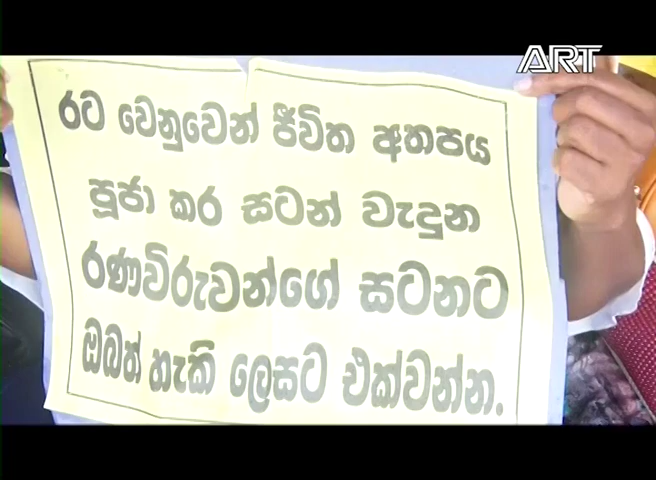 ART
රට වෙනුවෙන් ජීවිත අතපය
පූජා කර සටන් වැදුන
රණවිරුවන්ගේ සටනට
ඔබත් හැකි ලෙසට එක්වන්න.